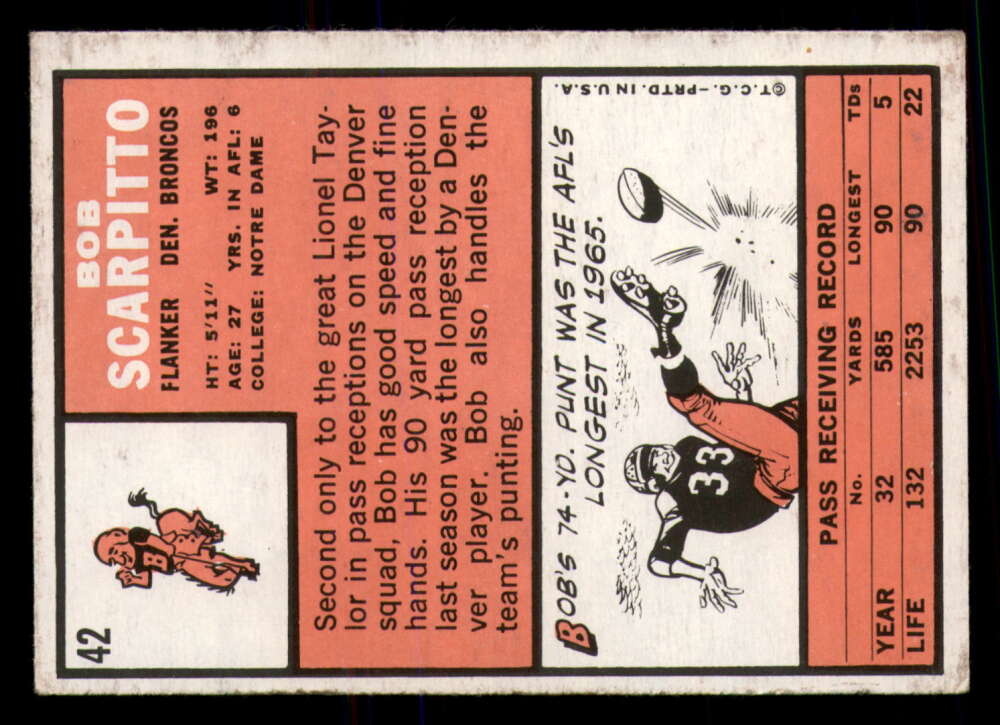 42
BOB
SCARPITTO
FLANKER DEN. BRONCOS
HT: 5'11" WT: 196
AGE: 27 YRS. IN AFL: 6
COLLEGE: NOTRE DAME
B
Second only to the great Lionel Tay-
lor in pass receptions on the Denver
squad, Bob has good speed and fine
hands. His 90 yard pass reception
last season was the longest by a Den-
ver player. Bob also handles the
team's punting.
BOB'S 74-YD. PUNT WAS THE AFL'S
LONGEST IN 1965.
33
©T.C.G.—PRTD. IN U.S.A.
PASS RECEIVING RECORD
No. YARDS LONGEST TDs
YEAR 32 585 90 5
LIFE 132 2253 90 22